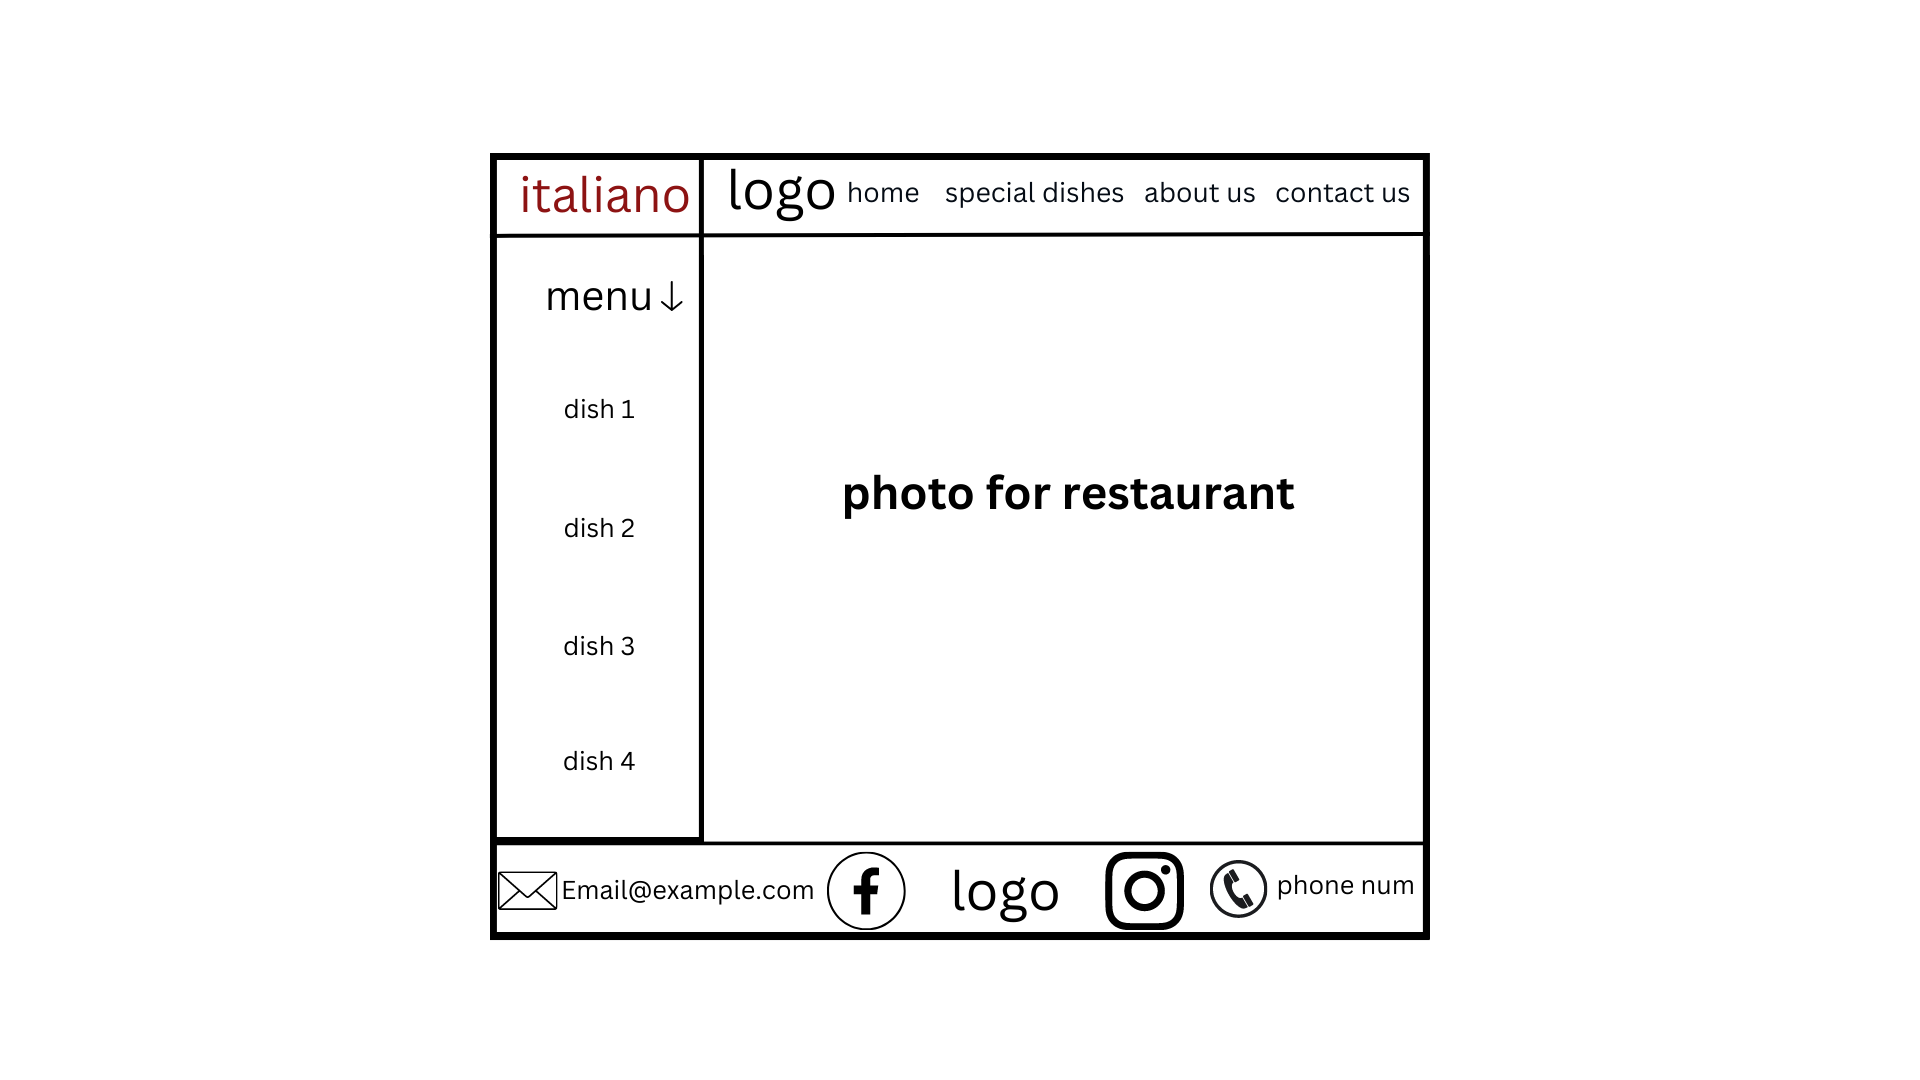 italiano
logo home special dishes about us contact us
menu↓
dish 1
dish 2
photo for restaurant
dish 3
dish 4
Email@example.com
logo
phone num